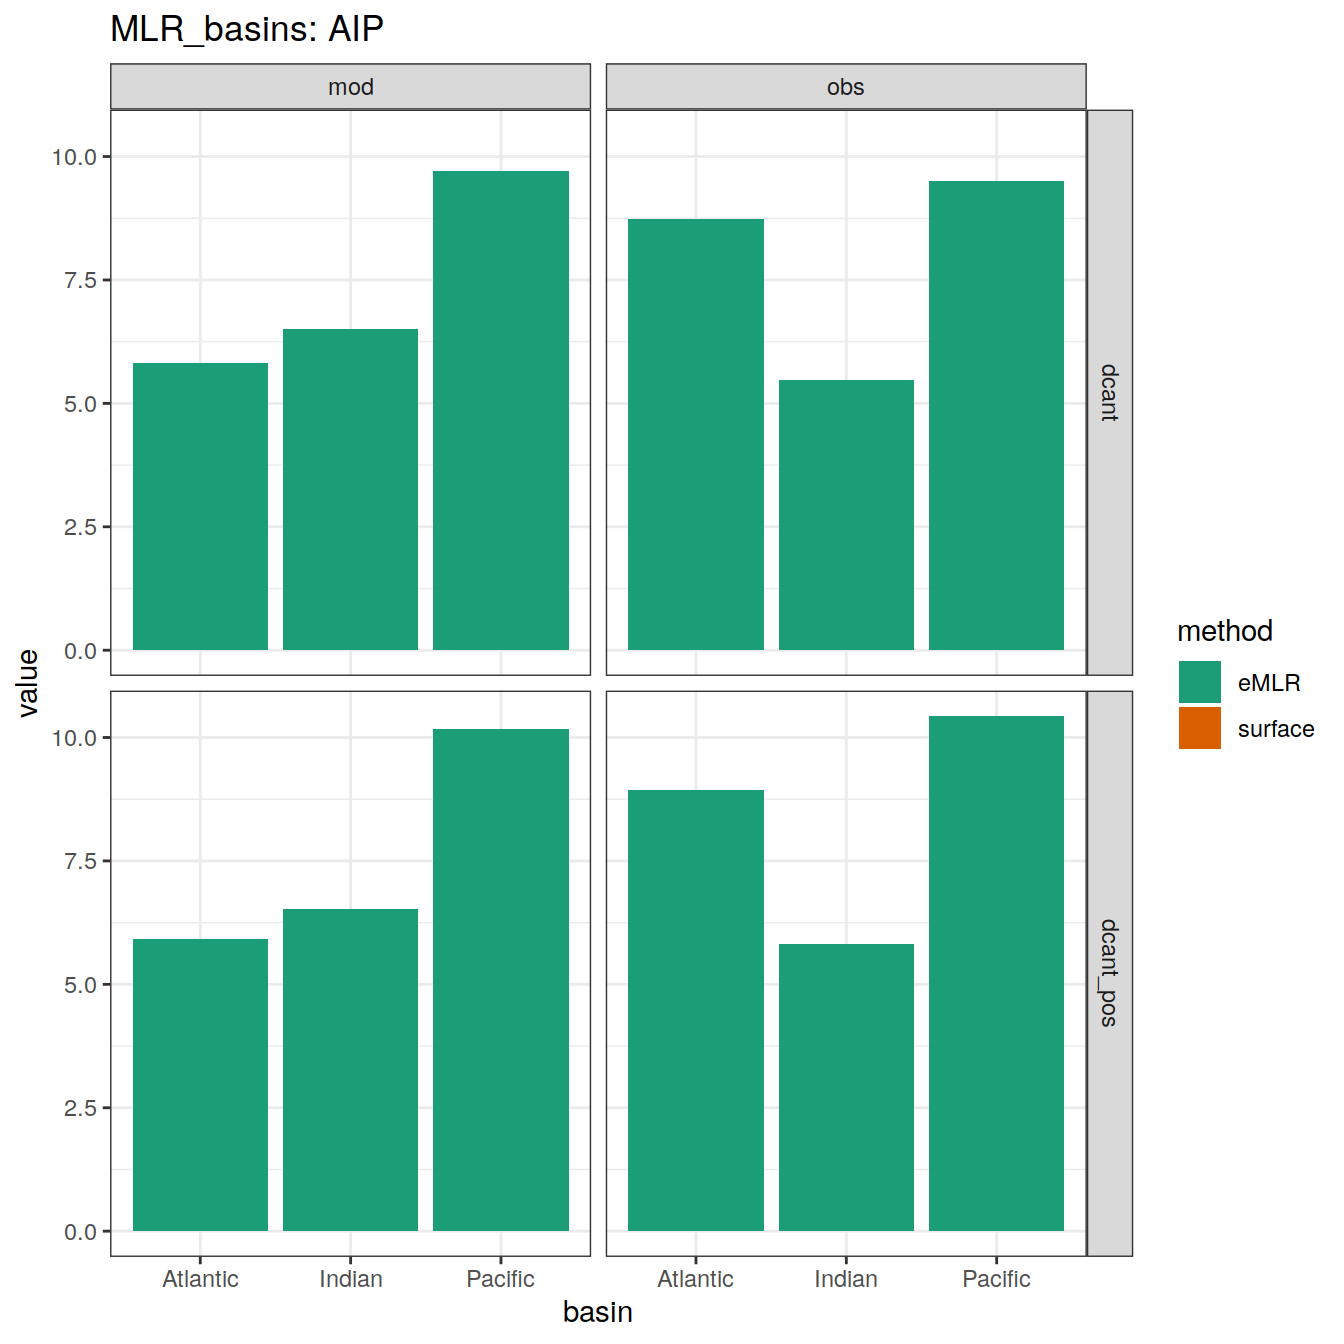 MLR_basins: AIP
mod
obs
10.0
7.5
5.0
2.5
0.0
dcant
value
10.0
7.5
5.0
2.5
0.0
dcant_pos
Atlantic
Indian
Pacific
Atlantic
Indian
Pacific
basin
method
eMLR
surface